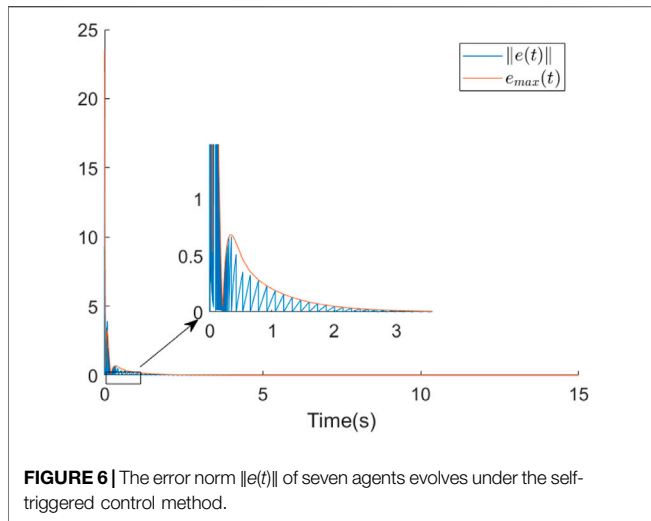 25
20
15
10
5
0
‖e(t)‖
e_max(t)
1
0.5
0
0 1 2 3
0 5 10 15
Time(s)
FIGURE 6 | The error norm ‖e(t)‖ of seven agents evolves under the self-
triggered control method.